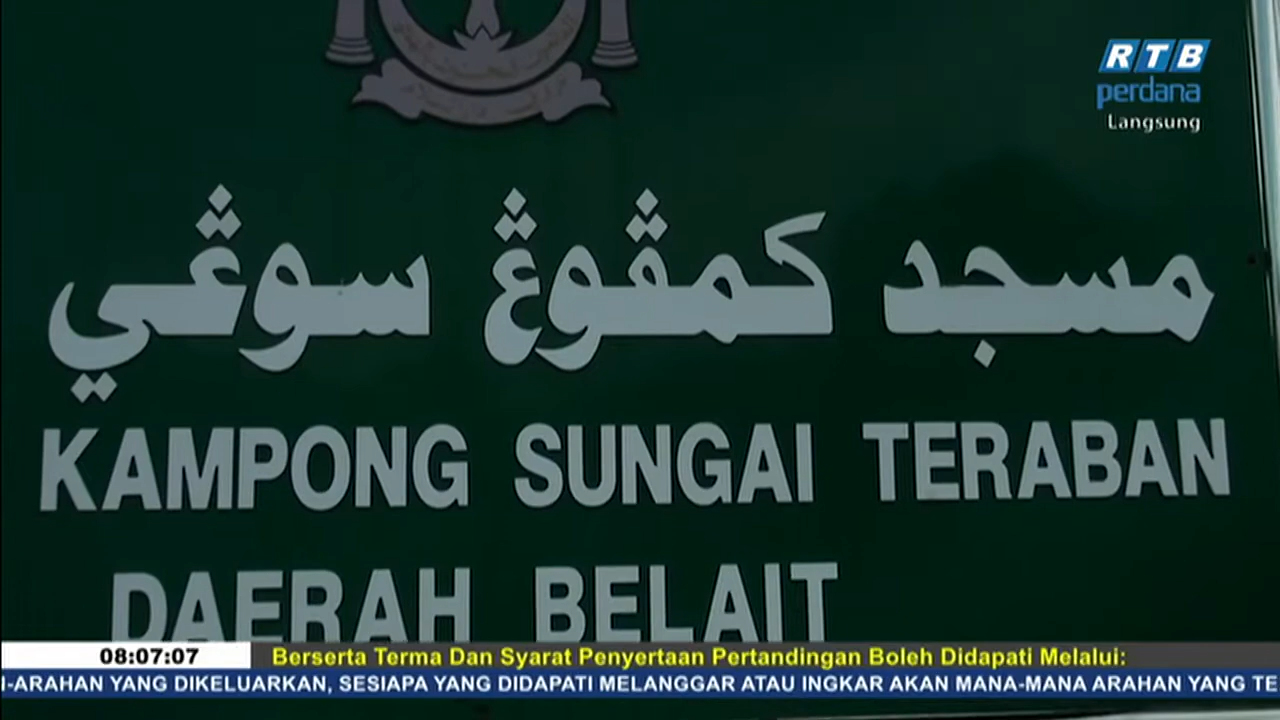 RTB
perdana
Langsung
مسجد کمڤوڠ سوڠي
KAMPONG SUNGAI TERABAN
DAERAH BELAIT
08:07:07
Berserta Terma Dan Syarat Penyertaan Pertandingan Boleh Didapati Melalui:
-ARAHAN YANG DIKELUARKAN, SESIAPA YANG DIDAPATI MELANGGAR ATAU INGKAR AKAN MANA-MANA ARAHAN YANG TE